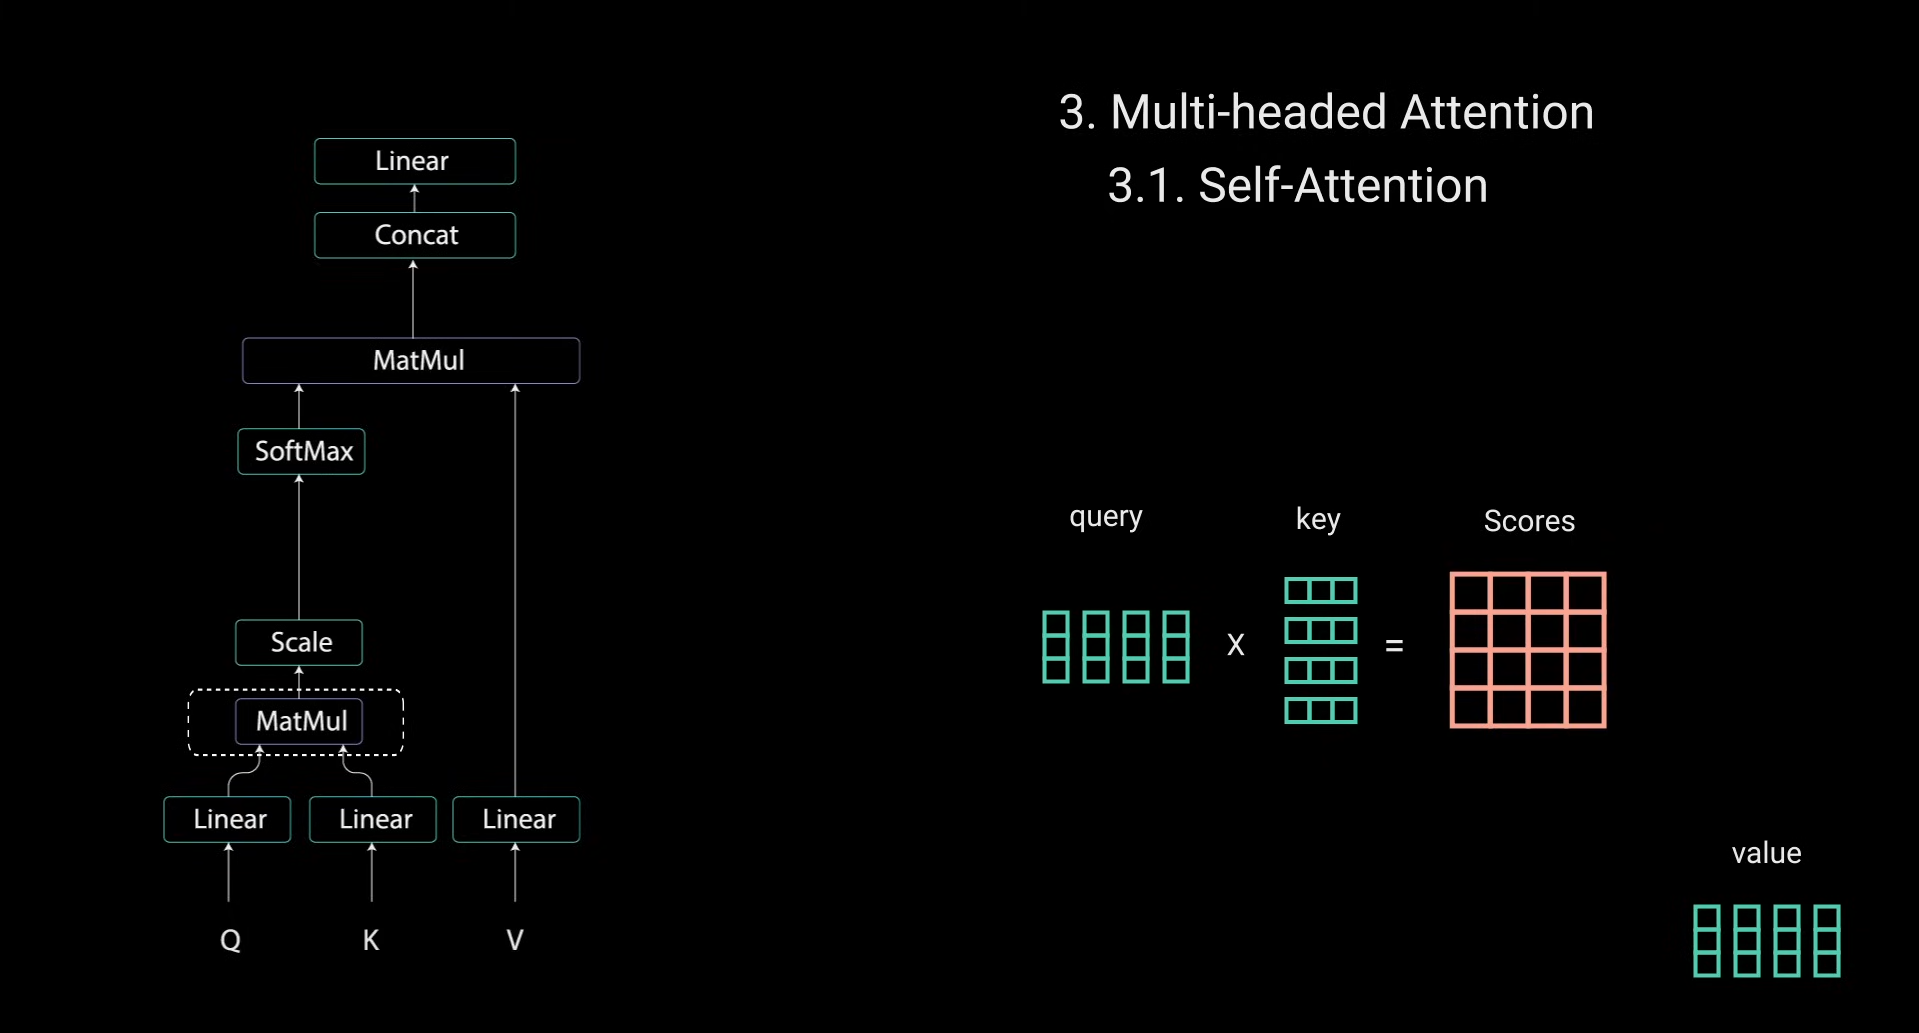 3. Multi-headed Attention
3.1. Self-Attention
Linear
Concat
MatMul
SoftMax
Scale
MatMul
Linear Linear Linear
Q K V
query key Scores
X =
value